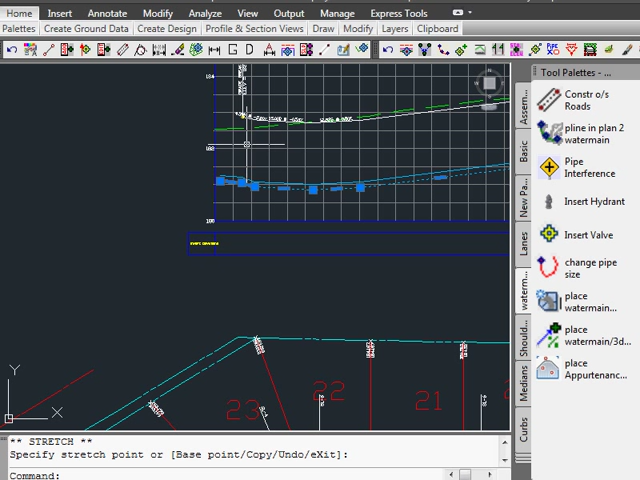 Home Insert Annotate Modify Analyze View Output Manage Express Tools
Palettes Create Ground Data Create Design Profile & Section Views Draw Modify Layers Clipboard
Tool Palettes - ...
Constr o/s
Roads
pline in plan 2
watermain
Pipe
Interference
Insert Hydrant
Insert Valve
change pipe
size
place
watermain...
place
watermain/3d...
place
Appurtenanc...
Assem...
Basic
New Pa...
Lanes
waterm...
Should...
Medians
Curbs
184
182
180
23
22
21
Y
X
** STRETCH **
Specify stretch point or [Base point/Copy/Undo/eXit]:
Command: